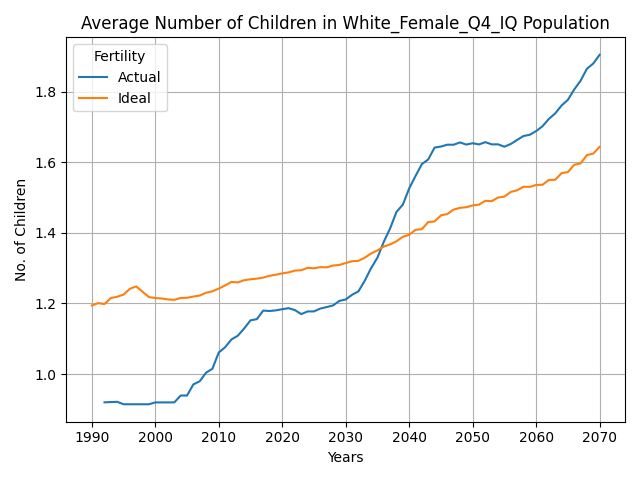 Average Number of Children in White_Female_Q4_IQ Population
Fertility
Actual
Ideal
No. of Children
1.8
1.6
1.4
1.2
1.0
1990 2000 2010 2020 2030 2040 2050 2060 2070
Years